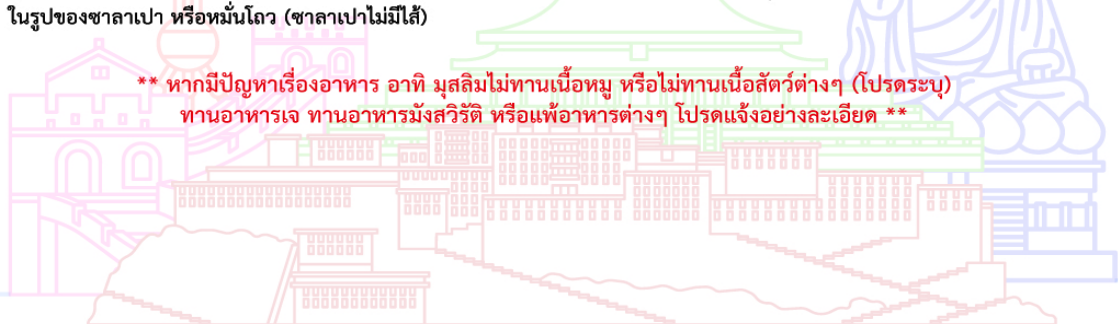 ในรูปของซาลาเปา หรือหมั่นโถว (ซาลาเปาไม่มีไส้)
** หากมีปัญหาเรื่องอาหาร อาทิ มุสลิมไม่ทานเนื้อหมู หรือไม่ทานเนื้อสัตว์ต่างๆ (โปรดระบุ)
ทานอาหารเจ ทานอาหารมังสวิรัติ หรือแพ้อาหารต่างๆ โปรดแจ้งอย่างละเอียด **